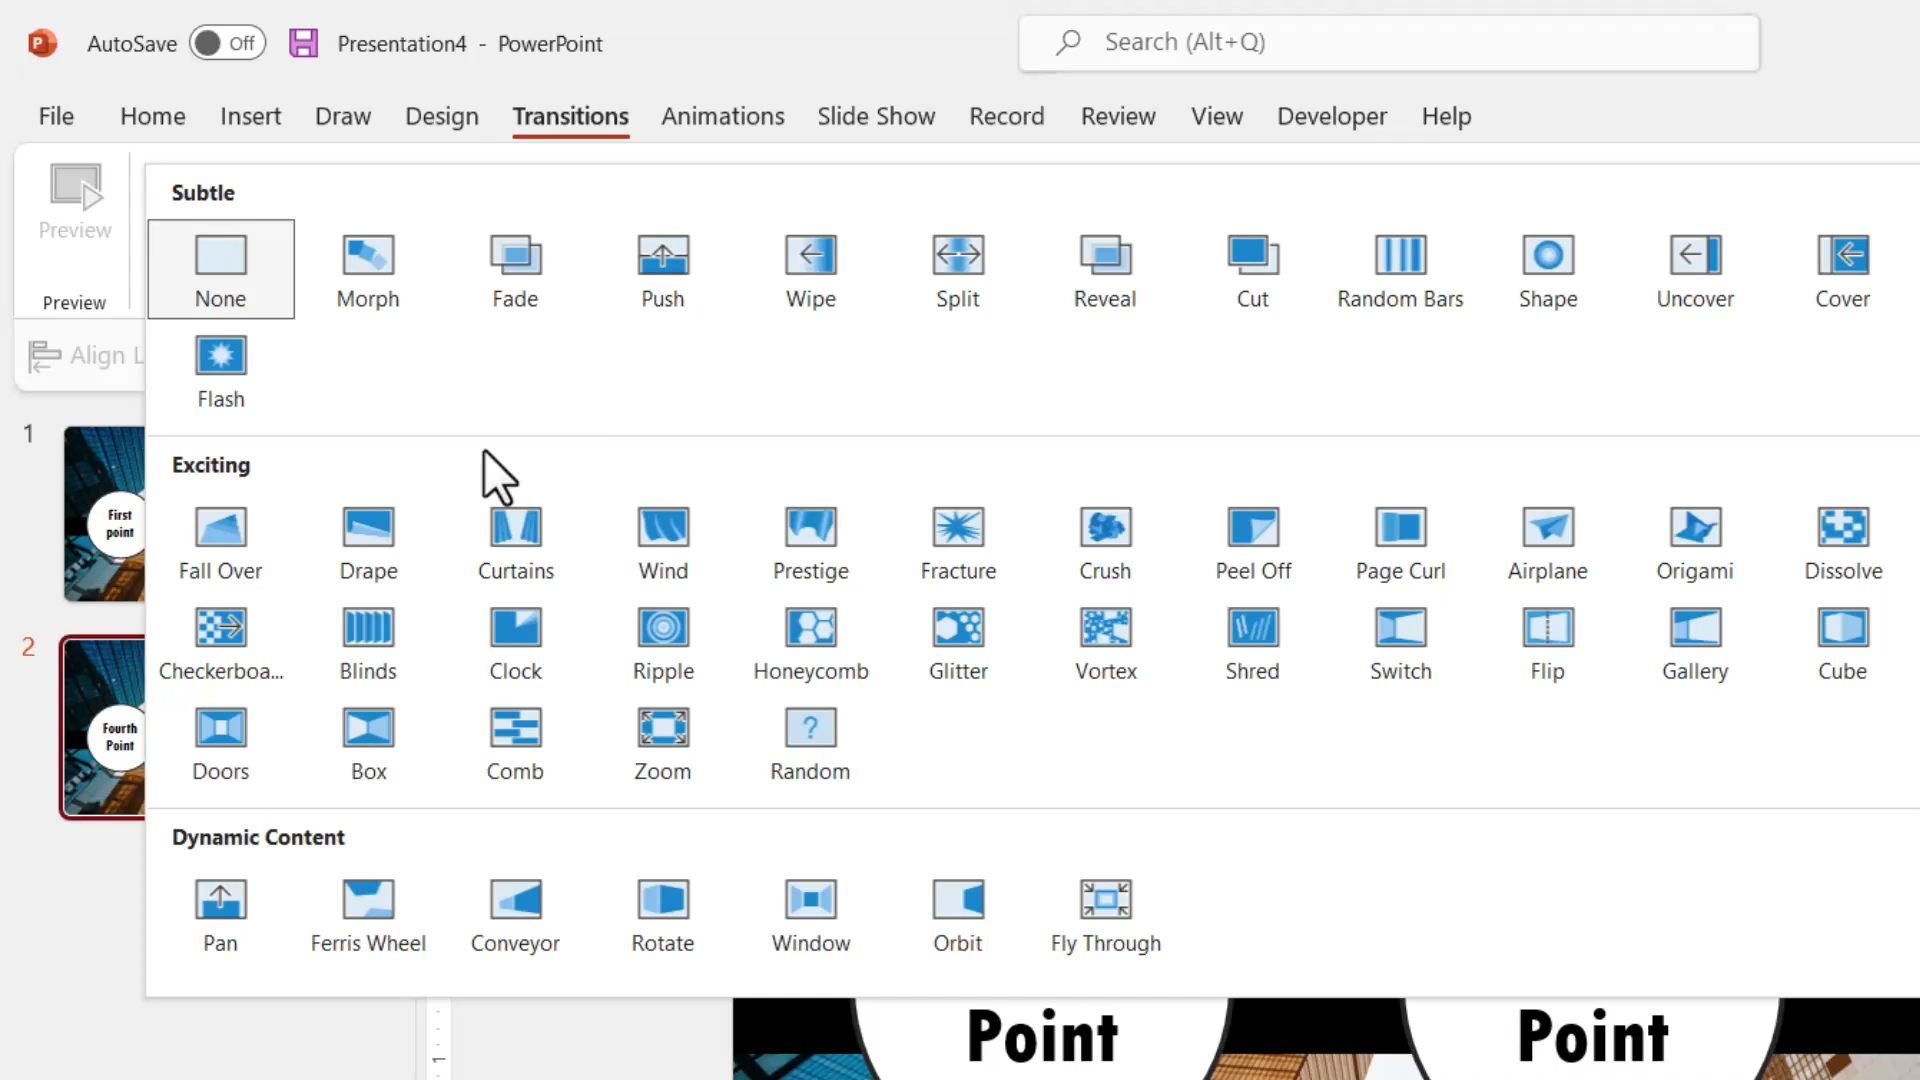 AutoSave Off Presentation4 - PowerPoint Search (Alt+Q)
File Home Insert Draw Design Transitions Animations Slide Show Record Review View Developer Help
Preview
Preview
Align L
Subtle
None Morph Fade Push Wipe Split Reveal Cut Random Bars Shape Uncover Cover
Flash
Exciting
Fall Over Drape Curtains Wind Prestige Fracture Crush Peel Off Page Curl Airplane Origami Dissolve
Checkerboa... Blinds Clock Ripple Honeycomb Glitter Vortex Shred Switch Flip Gallery Cube
Doors Box Comb Zoom Random
Dynamic Content
Pan Ferris Wheel Conveyor Rotate Window Orbit Fly Through
1
First
point
2
Fourth
Point
1
Point Point